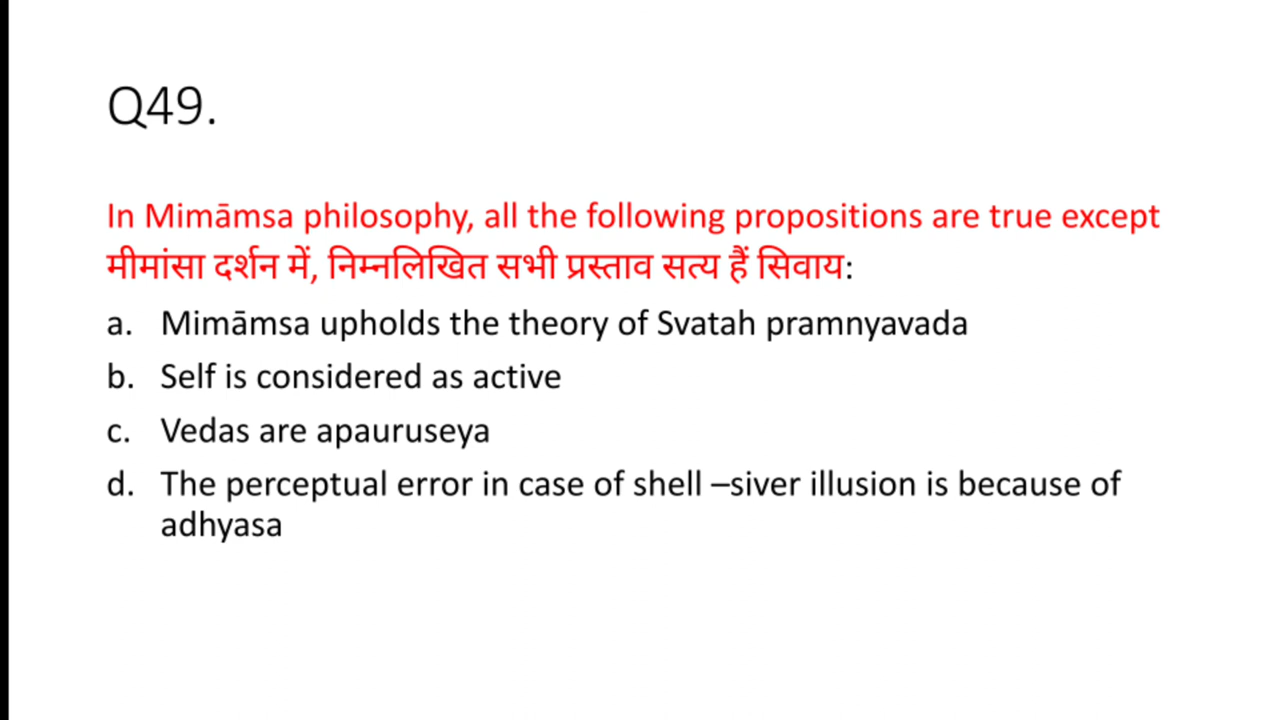 Q49.
In Mimāmsa philosophy, all the following propositions are true except
मीमांसा दर्शन में, निम्नलिखित सभी प्रस्ताव सत्य हैं सिवाय:
a. Mimāmsa upholds the theory of Svatah pramnyavada
b. Self is considered as active
c. Vedas are apauruseya
d. The perceptual error in case of shell –siver illusion is because of
adhyasa